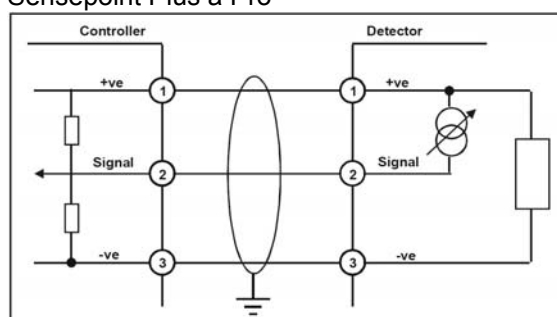 Sensepoint Plus a Pro
Controller Detector
+ve 1 1 +ve
Signal 2 2 Signal
-ve 3 3 -ve